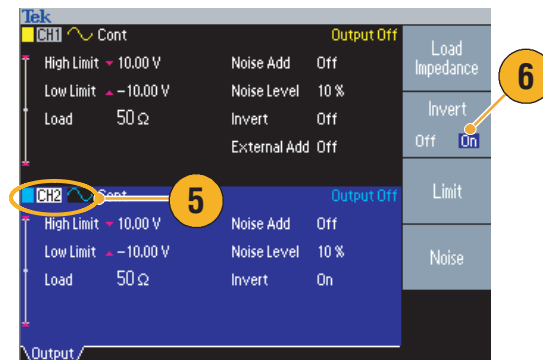 Tek
CH1 Cont Output Off
High Limit 10.00 V Noise Add Off
Low Limit -10.00 V Noise Level 10 %
Load 50 Ω Invert Off
External Add Off
CH2 Cont Output Off
High Limit 10.00 V Noise Add Off
Low Limit -10.00 V Noise Level 10 %
Load 50 Ω Invert On
Output
Load
Impedance
Invert
Off On
Limit
Noise
5
6